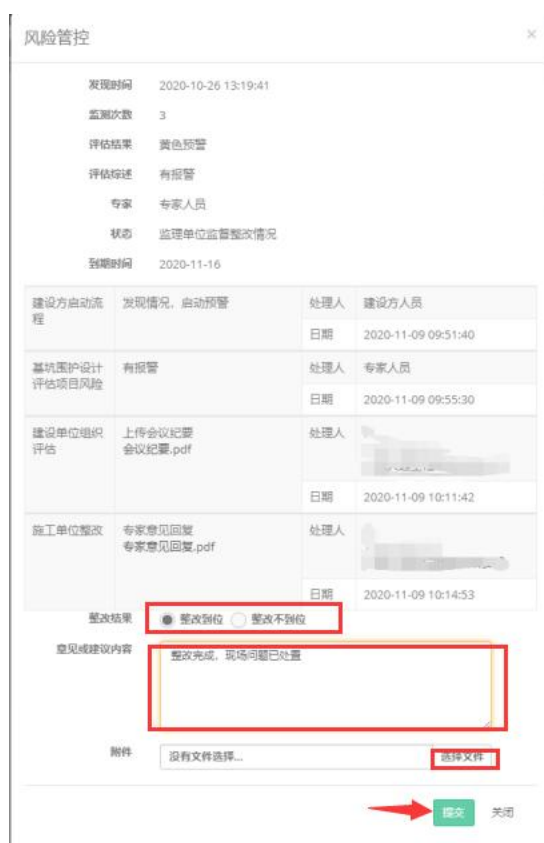 风险管控
×
发现时间 2020-10-26 13:19:41
监测次数 3
评估结果 黄色预警
评估综述 有报警
专家 专家人员
状态 监理单位监督整改情况
到期时间 2020-11-16
建设方启动流程 发现情况，启动预警 处理人 建设方人员
日期 2020-11-09 09:51:40
基坑围护设计评估项目风险 有报警 处理人 专家人员
日期 2020-11-09 09:55:30
建设单位组织评估 上传会议纪要 处理人
会议纪要.pdf
日期 2020-11-09 10:11:42
施工单位整改 专家意见回复 处理人
专家意见回复.pdf
日期 2020-11-09 10:14:53
整改结果 整改到位 整改不到位
意见或建议内容 整改完成，现场问题已处置
附件 没有文件选择... 选择文件
提交 关闭